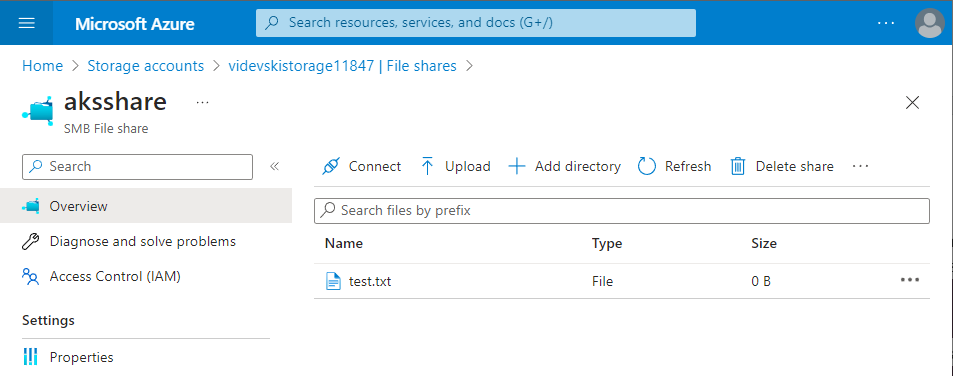 Microsoft Azure
Search resources, services, and docs (G+/)
...
Home > Storage accounts > videvskistorage11847 | File shares >
aksshare ...
SMB File share
Search
«
Overview
Diagnose and solve problems
Access Control (IAM)
Settings
Properties
Connect Upload Add directory Refresh Delete share ...
Search files by prefix
Name Type Size
test.txt File 0 B ...